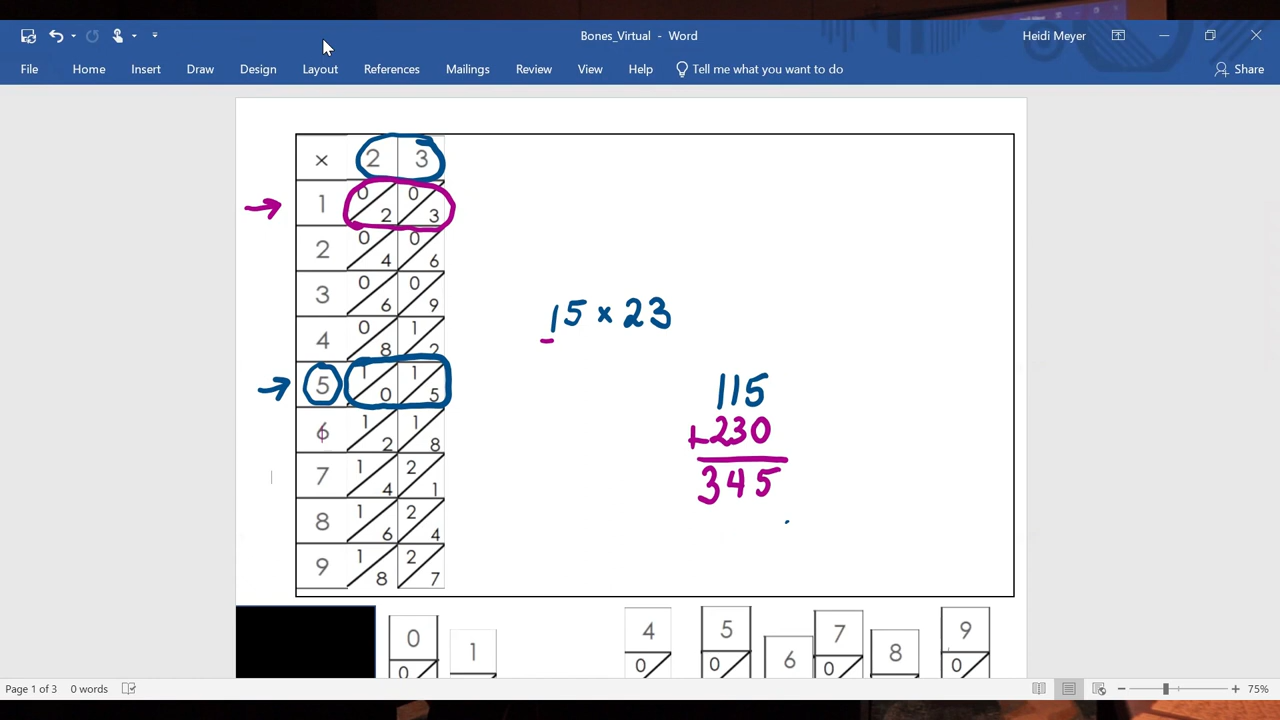 Bones_Virtual - Word
Heidi Meyer
File Home Insert Draw Design Layout References Mailings Review View Help Tell me what you want to do Share
× 2 3
1 0 2 0 3
2 0 4 0 6
3 0 6 0 9
4 0 8 1 2
5 1 0 1 5
6 1 2 1 8
7 1 4 2 1
8 1 6 2 4
9 1 8 2 7
15 × 23
115
+230
345
0 1 4 5 6 7 8 9
0 0 0 0 0
Page 1 of 3 0 words 75%